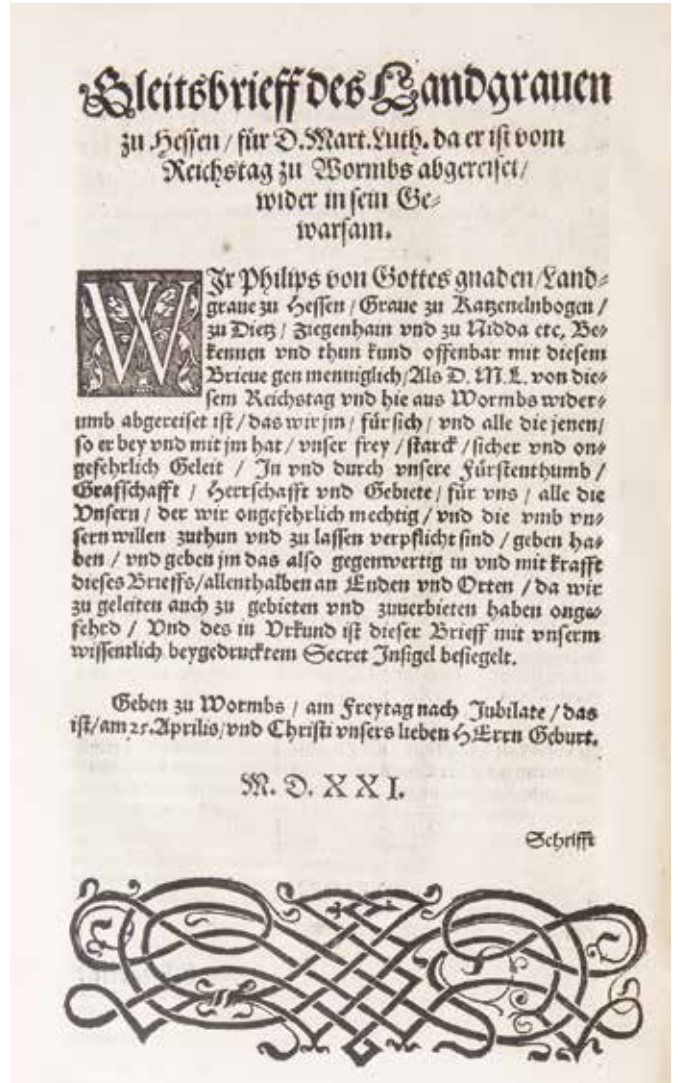 Gleitsbrieff des Landgrauen
zu Hessen / für D. Mart. Luth. da er ist vom
Reichstag zu Wormbs abgereiset /
wider in sein Ge⸗
warsam.
WIr Philips von Gottes gnaden / Land⸗
graue zu Hessen / Graue zu Katzenelnbogen /
zu Dietz / Ziegenhain vnd zu Nidda etc. Be⸗
kennen vnd thun kund offenbar mit diesem
Brieue gen menniglich / Als D. M. L. von die⸗
sem Reichstag vnd hie aus Wormbs wider⸗
umb abgereiset ist / das wir jm / für sich / vnd alle die jenen /
so er bey vnd mit jm hat / vnser frey / starck / sicher vnd on⸗
gefehrlich Geleit / In vnd durch vnsere Fürstenthumb /
Grafschafft / Herrschafft vnd Gebiete / für vns / alle die
Vnsern / der wir ongefehrlich mechtig / vnd die vmb vn⸗
sern willen zuthun vnd zu lassen verpflicht sind / geben ha⸗
ben / vnd geben jm das also gegenwertig in vnd mit krafft
dieses Brieffs / allenthalben an Enden vnd Orten / da wir
zu geleiten auch zu gebieten vnd zuuerbieten haben onge⸗
fehrd / Vnd des in Vrkund ist dieser Brieff mit vnserm
wissentlich beygedrucktem Secret Insigel besiegelt.
Geben zu Wormbs / am Freytag nach Jubilate / das
ist / am 25. Aprilis / vnd Christi vnsers lieben HErrn Geburt.
M. D. X X I.
Schrifft